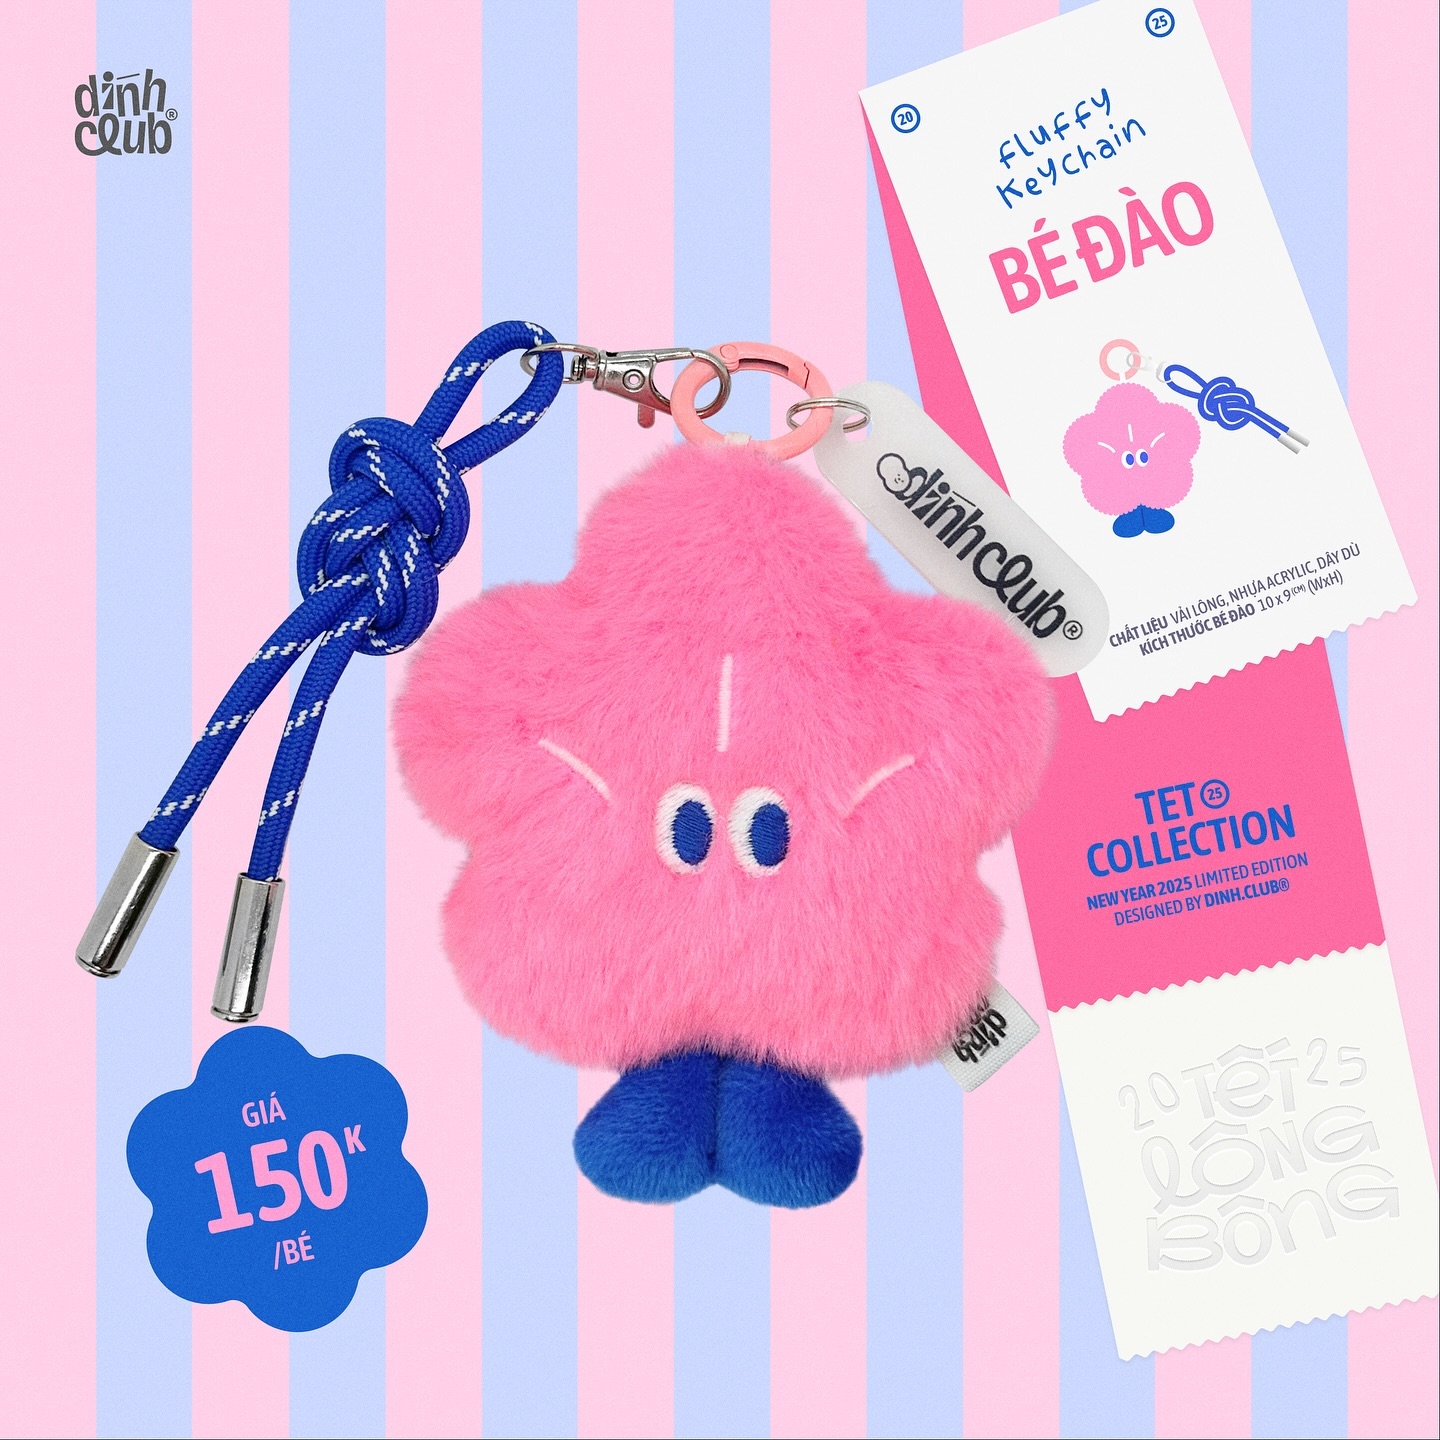 dinh
club®
20
25
fluffy
Keychain
BÉ ĐÀO
CHẤT LIỆU VẢI LÔNG, NHỰA ACRYLIC, DÂY DÙ
KÍCH THƯỚC BÉ ĐÀO 10 x 9 (CM) (WxH)
dinhclub®
TET 25
COLLECTION
NEW YEAR 2025 LIMITED EDITION
DESIGNED BY DINH.CLUB®
dinh
20 TẾT 25
LÔNG
BÔNG
GIÁ
150K
/BÉ